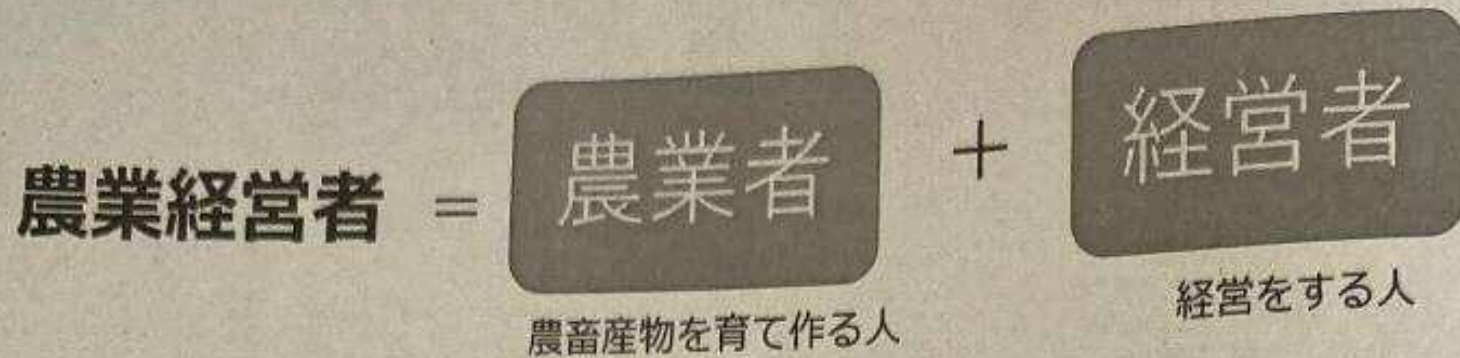 農業経営者 = 農業者 + 経営者
農畜産物を育て作る人 経営をする人